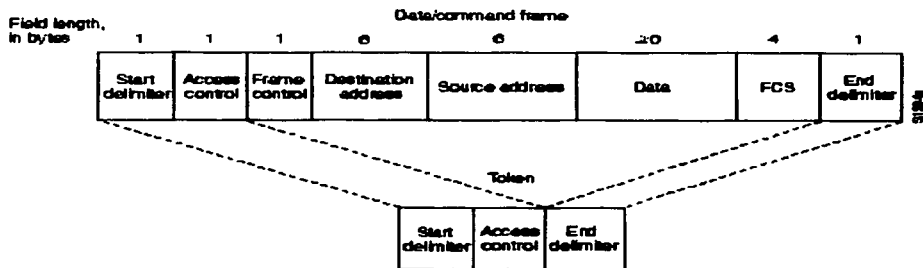 Data/command frame
Field length,
in bytes
1 1 1 6 6 ≥0 4 1
Start delimiter
Access control
Frame control
Destination address
Source address
Data
FCS
End delimiter
Token
Start delimiter
Access control
End delimiter